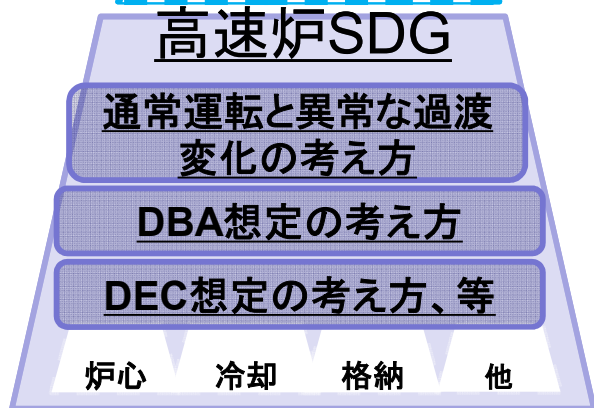 高速炉SDG
通常運転と異常な過渡
変化の考え方
DBA想定の考え方
DEC想定の考え方、等
炉心 冷却 格納 他